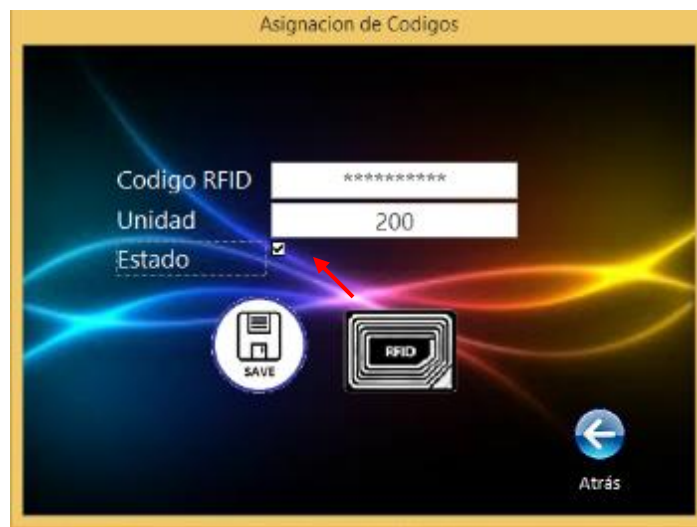 Asignacion de Codigos
Codigo RFID **********
Unidad 200
Estado
SAVE
RFID
Atrás